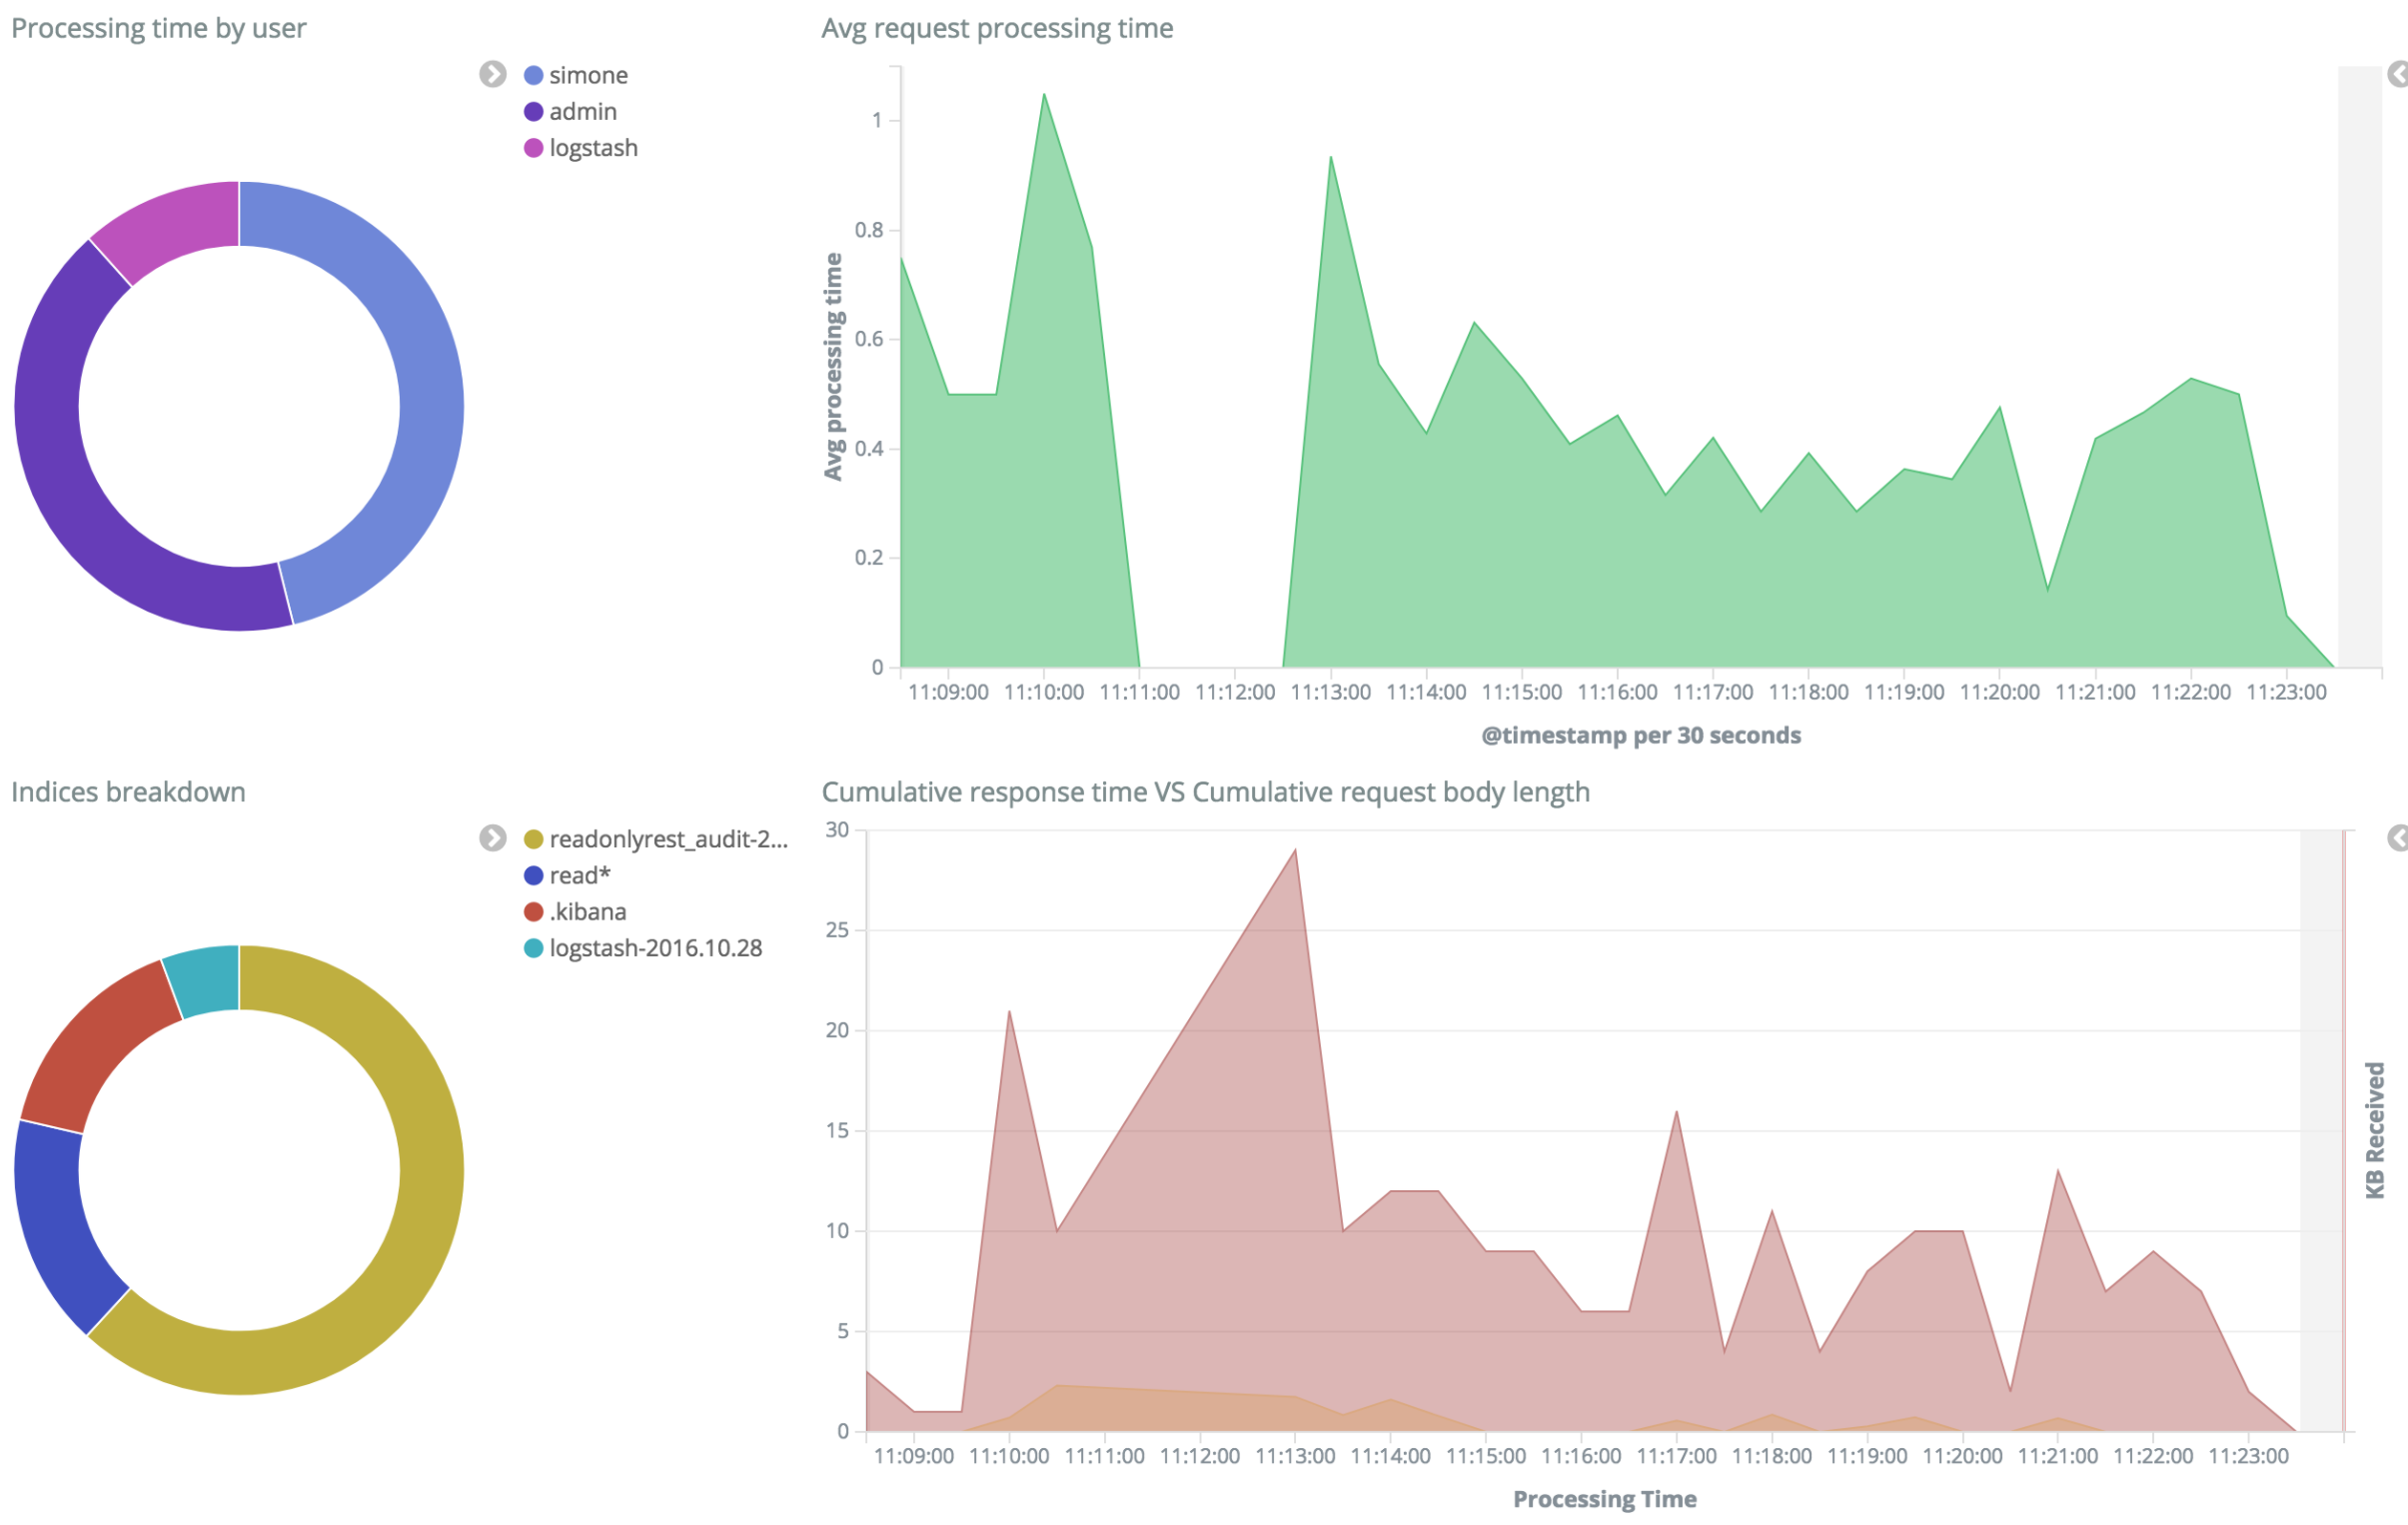 Processing time by user
simone
admin
logstash
Avg request processing time
1
0.8
0.6
0.4
0.2
0
Avg processing time
11:09:00 11:10:00 11:11:00 11:12:00 11:13:00 11:14:00 11:15:00 11:16:00 11:17:00 11:18:00 11:19:00 11:20:00 11:21:00 11:22:00 11:23:00
@timestamp per 30 seconds
Indices breakdown
readonlyrest_audit-2...
read*
.kibana
logstash-2016.10.28
Cumulative response time VS Cumulative request body length
30
25
20
15
10
5
0
KB Received
11:09:00 11:10:00 11:11:00 11:12:00 11:13:00 11:14:00 11:15:00 11:16:00 11:17:00 11:18:00 11:19:00 11:20:00 11:21:00 11:22:00 11:23:00
Processing Time